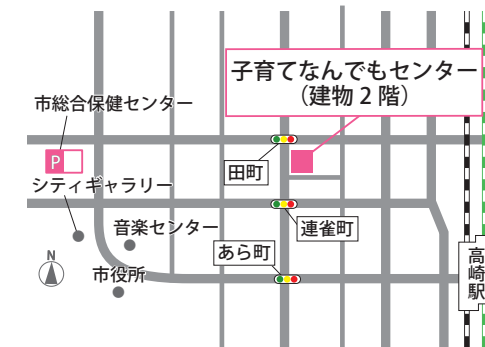 子育てなんでもセンター
（建物２階）
市総合保健センター
P
田町
シティギャラリー
音楽センター
連雀町
あら町
N
市役所
高崎駅